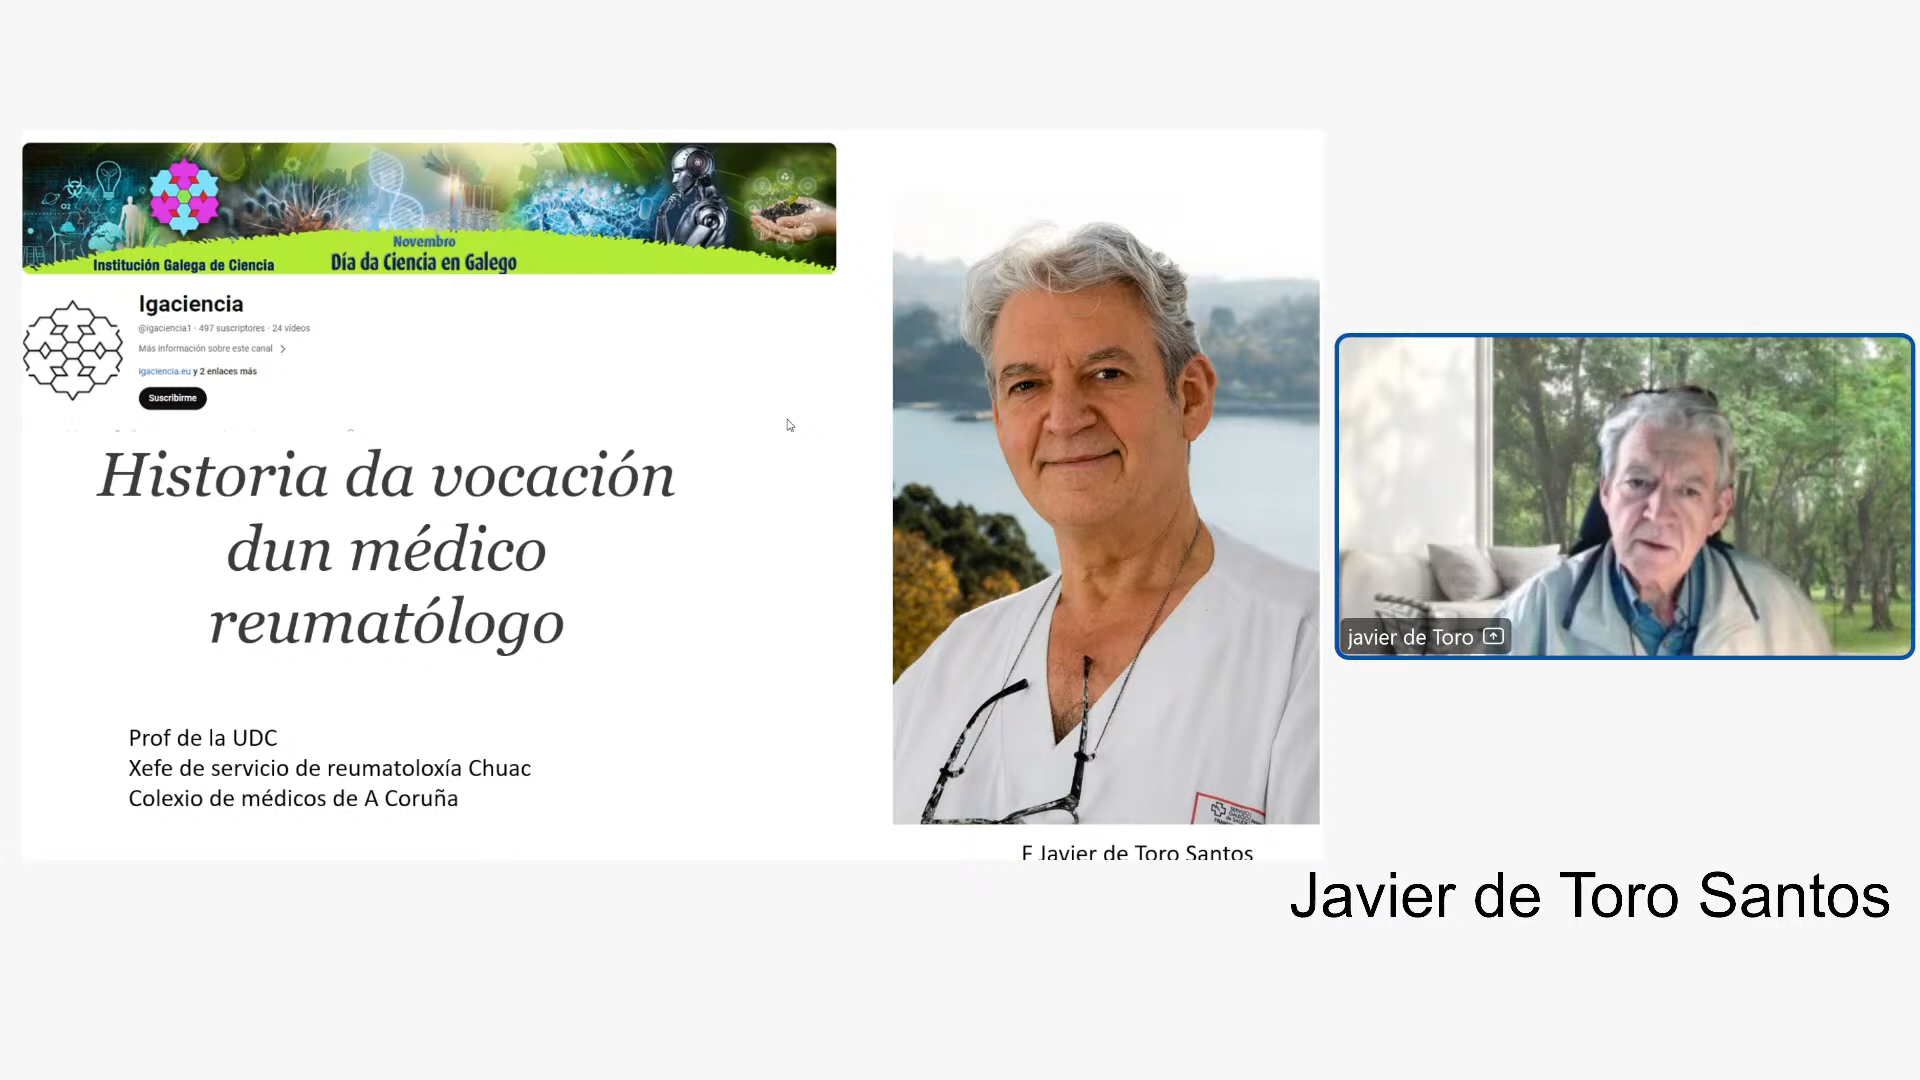 Novembro
Institución Galega de Ciencia
Día da Ciencia en Galego
Igaciencia
@igaciencia1 · 497 suscriptores · 24 vídeos
Más información sobre este canal
igaciencia.eu y 2 enlaces más
Suscribirme
Historia da vocación
dun médico
reumatólogo
Prof de la UDC
Xefe de servicio de reumatoloxía Chuac
Colexio de médicos de A Coruña
F Javier de Toro Santos
javier de Toro
Javier de Toro Santos